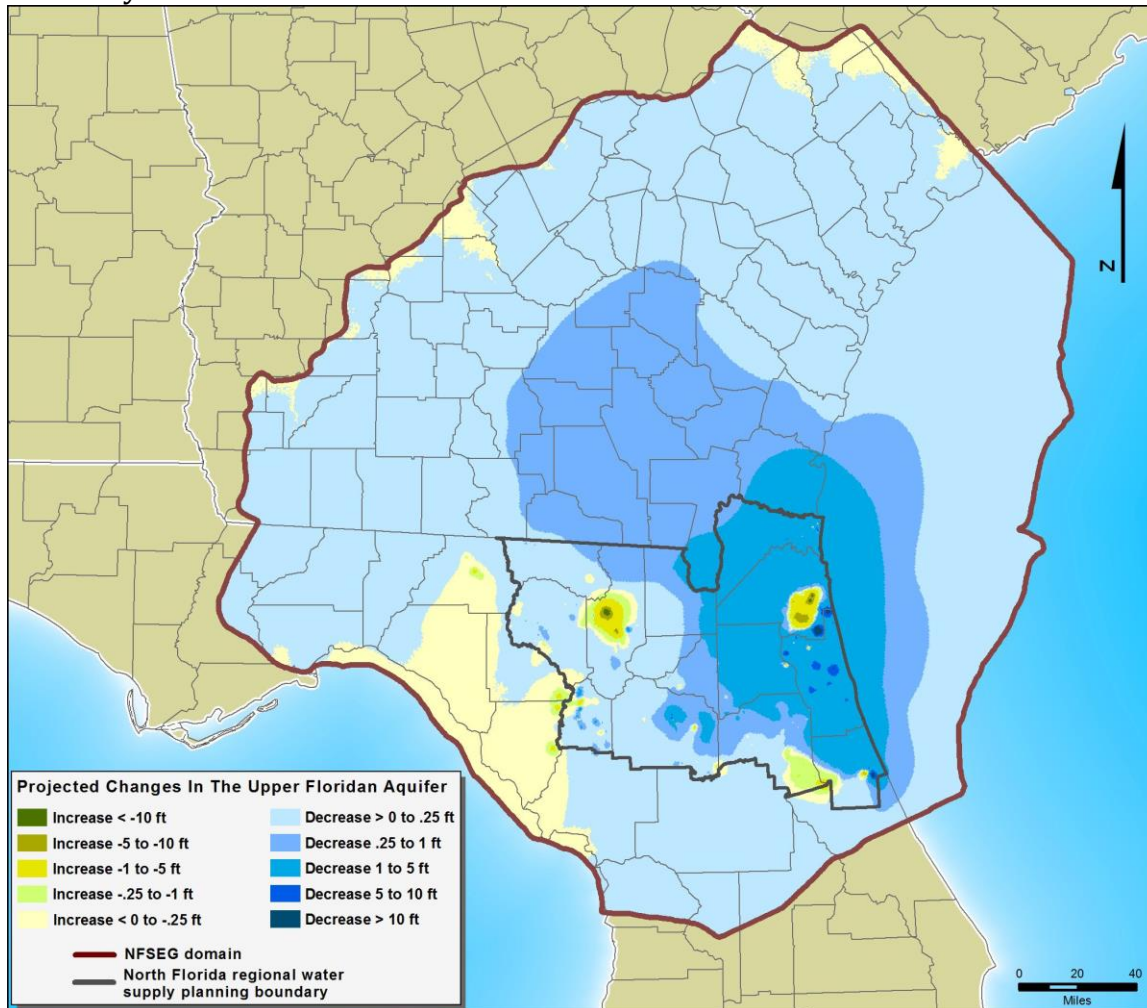 N
Projected Changes In The Upper Floridan Aquifer
Increase < -10 ft
Increase -5 to -10 ft
Increase -1 to -5 ft
Increase -.25 to -1 ft
Increase < 0 to -.25 ft
Decrease > 0 to .25 ft
Decrease .25 to 1 ft
Decrease 1 to 5 ft
Decrease 5 to 10 ft
Decrease > 10 ft
NFSEG domain
North Florida regional water
supply planning boundary
0 20 40
Miles